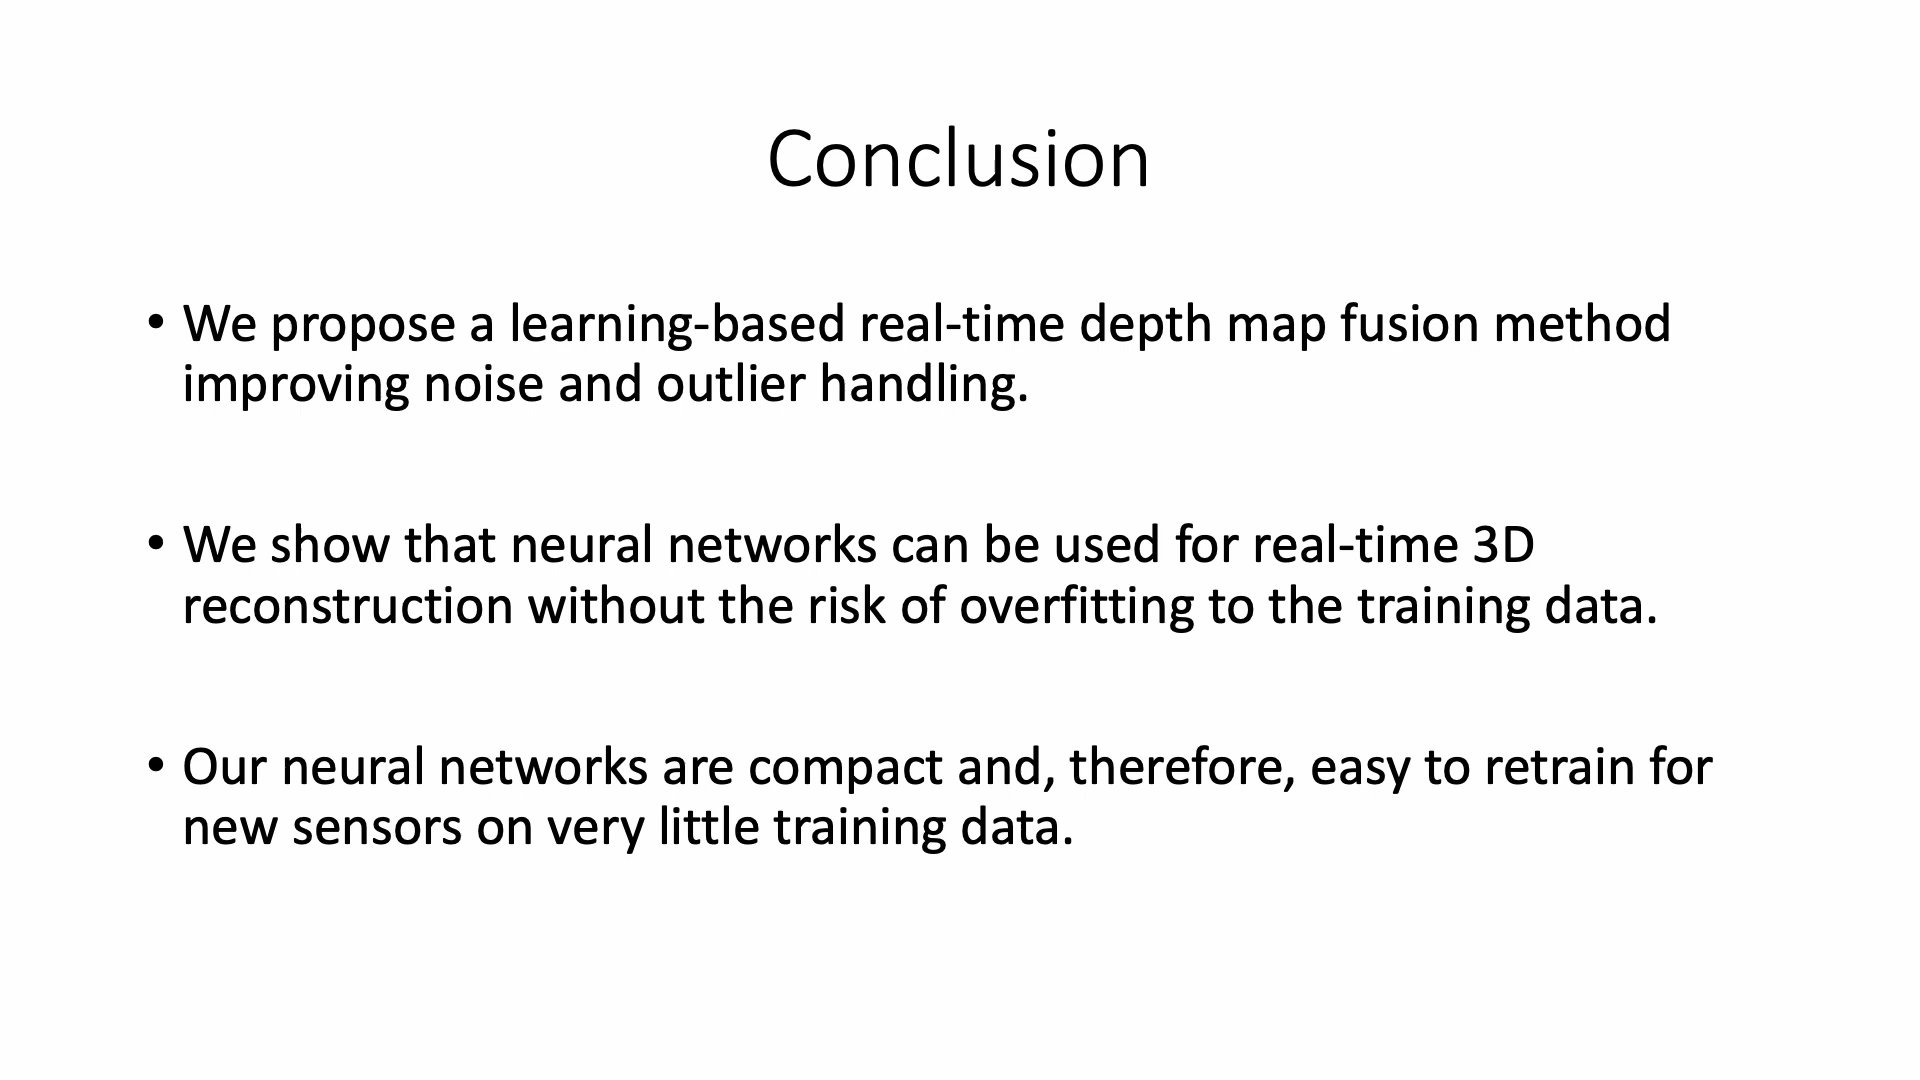 Conclusion
• We propose a learning-based real-time depth map fusion method
improving noise and outlier handling.
• We show that neural networks can be used for real-time 3D
reconstruction without the risk of overfitting to the training data.
• Our neural networks are compact and, therefore, easy to retrain for
new sensors on very little training data.